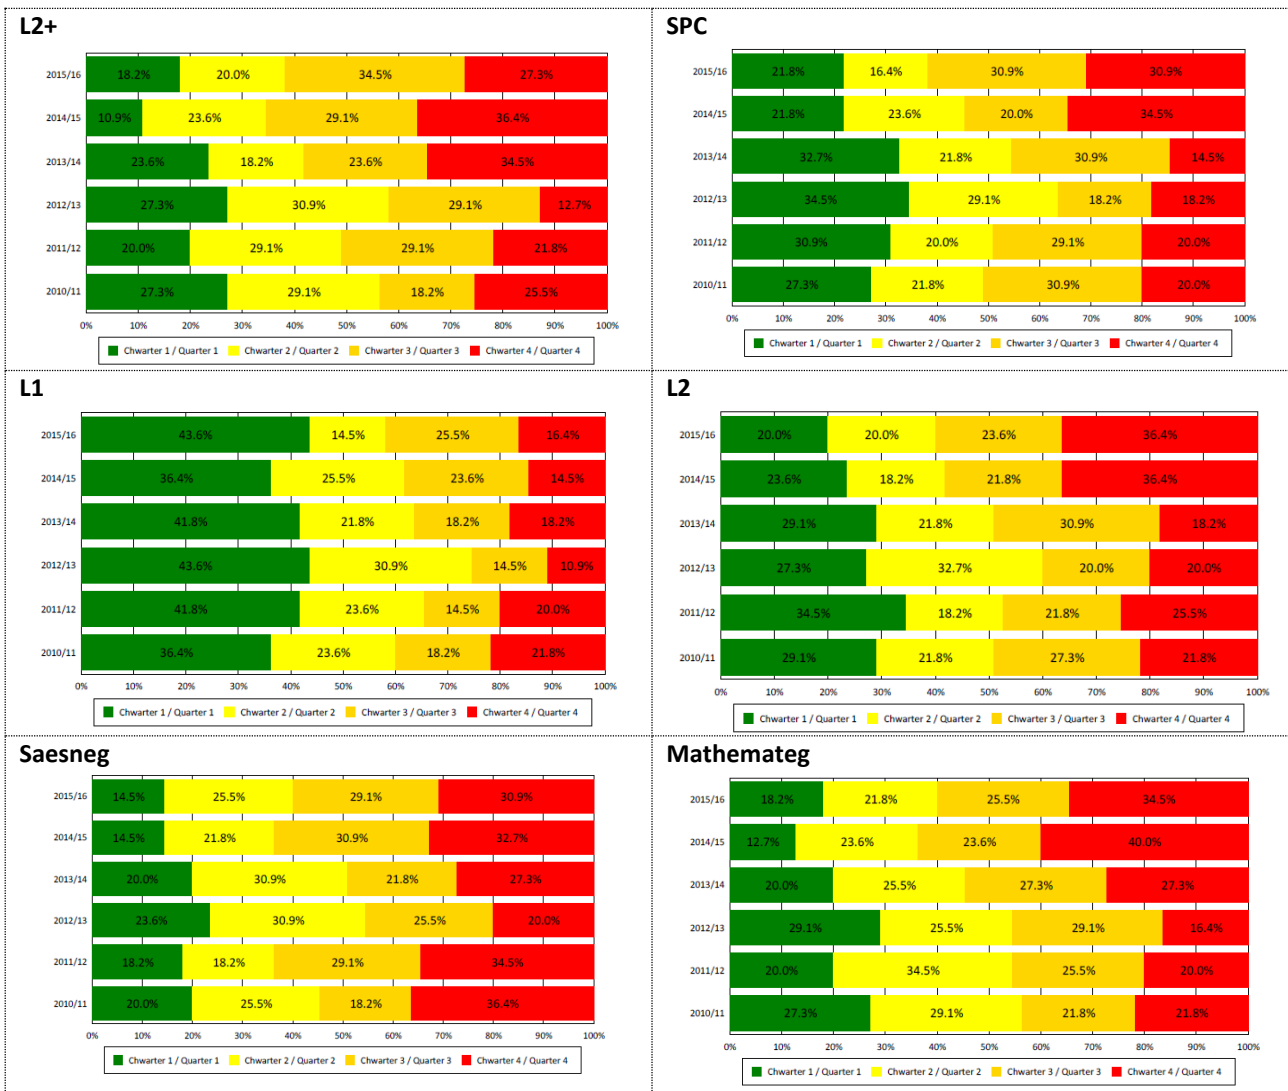 L2+
2015/16 18.2% 20.0% 34.5% 27.3%
2014/15 10.9% 23.6% 29.1% 36.4%
2013/14 23.6% 18.2% 23.6% 34.5%
2012/13 27.3% 30.9% 29.1% 12.7%
2011/12 20.0% 29.1% 29.1% 21.8%
2010/11 27.3% 29.1% 18.2% 25.5%
0% 10% 20% 30% 40% 50% 60% 70% 80% 90% 100%
Chwarter 1 / Quarter 1 Chwarter 2 / Quarter 2 Chwarter 3 / Quarter 3 Chwarter 4 / Quarter 4
SPC
2015/16 21.8% 16.4% 30.9% 30.9%
2014/15 21.8% 23.6% 20.0% 34.5%
2013/14 32.7% 21.8% 30.9% 14.5%
2012/13 34.5% 29.1% 18.2% 18.2%
2011/12 30.9% 20.0% 29.1% 20.0%
2010/11 27.3% 21.8% 30.9% 20.0%
0% 10% 20% 30% 40% 50% 60% 70% 80% 90% 100%
Chwarter 1 / Quarter 1 Chwarter 2 / Quarter 2 Chwarter 3 / Quarter 3 Chwarter 4 / Quarter 4
L1
2015/16 43.6% 14.5% 25.5% 16.4%
2014/15 36.4% 25.5% 23.6% 14.5%
2013/14 41.8% 21.8% 18.2% 18.2%
2012/13 43.6% 30.9% 14.5% 10.9%
2011/12 41.8% 23.6% 14.5% 20.0%
2010/11 36.4% 23.6% 18.2% 21.8%
0% 10% 20% 30% 40% 50% 60% 70% 80% 90% 100%
Chwarter 1 / Quarter 1 Chwarter 2 / Quarter 2 Chwarter 3 / Quarter 3 Chwarter 4 / Quarter 4
L2
2015/16 20.0% 20.0% 23.6% 36.4%
2014/15 23.6% 18.2% 21.8% 36.4%
2013/14 29.1% 21.8% 30.9% 18.2%
2012/13 27.3% 32.7% 20.0% 20.0%
2011/12 34.5% 18.2% 21.8% 25.5%
2010/11 29.1% 21.8% 27.3% 21.8%
0% 10% 20% 30% 40% 50% 60% 70% 80% 90% 100%
Chwarter 1 / Quarter 1 Chwarter 2 / Quarter 2 Chwarter 3 / Quarter 3 Chwarter 4 / Quarter 4
Saesneg
2015/16 14.5% 25.5% 29.1% 30.9%
2014/15 14.5% 21.8% 30.9% 32.7%
2013/14 20.0% 30.9% 21.8% 27.3%
2012/13 23.6% 30.9% 25.5% 20.0%
2011/12 18.2% 18.2% 29.1% 34.5%
2010/11 20.0% 25.5% 18.2% 36.4%
0% 10% 20% 30% 40% 50% 60% 70% 80% 90% 100%
Chwarter 1 / Quarter 1 Chwarter 2 / Quarter 2 Chwarter 3 / Quarter 3 Chwarter 4 / Quarter 4
Mathemateg
2015/16 18.2% 21.8% 25.5% 34.5%
2014/15 12.7% 23.6% 23.6% 40.0%
2013/14 20.0% 25.5% 27.3% 27.3%
2012/13 29.1% 25.5% 29.1% 16.4%
2011/12 20.0% 34.5% 25.5% 20.0%
2010/11 27.3% 29.1% 21.8% 21.8%
0% 10% 20% 30% 40% 50% 60% 70% 80% 90% 100%
Chwarter 1 / Quarter 1 Chwarter 2 / Quarter 2 Chwarter 3 / Quarter 3 Chwarter 4 / Quarter 4